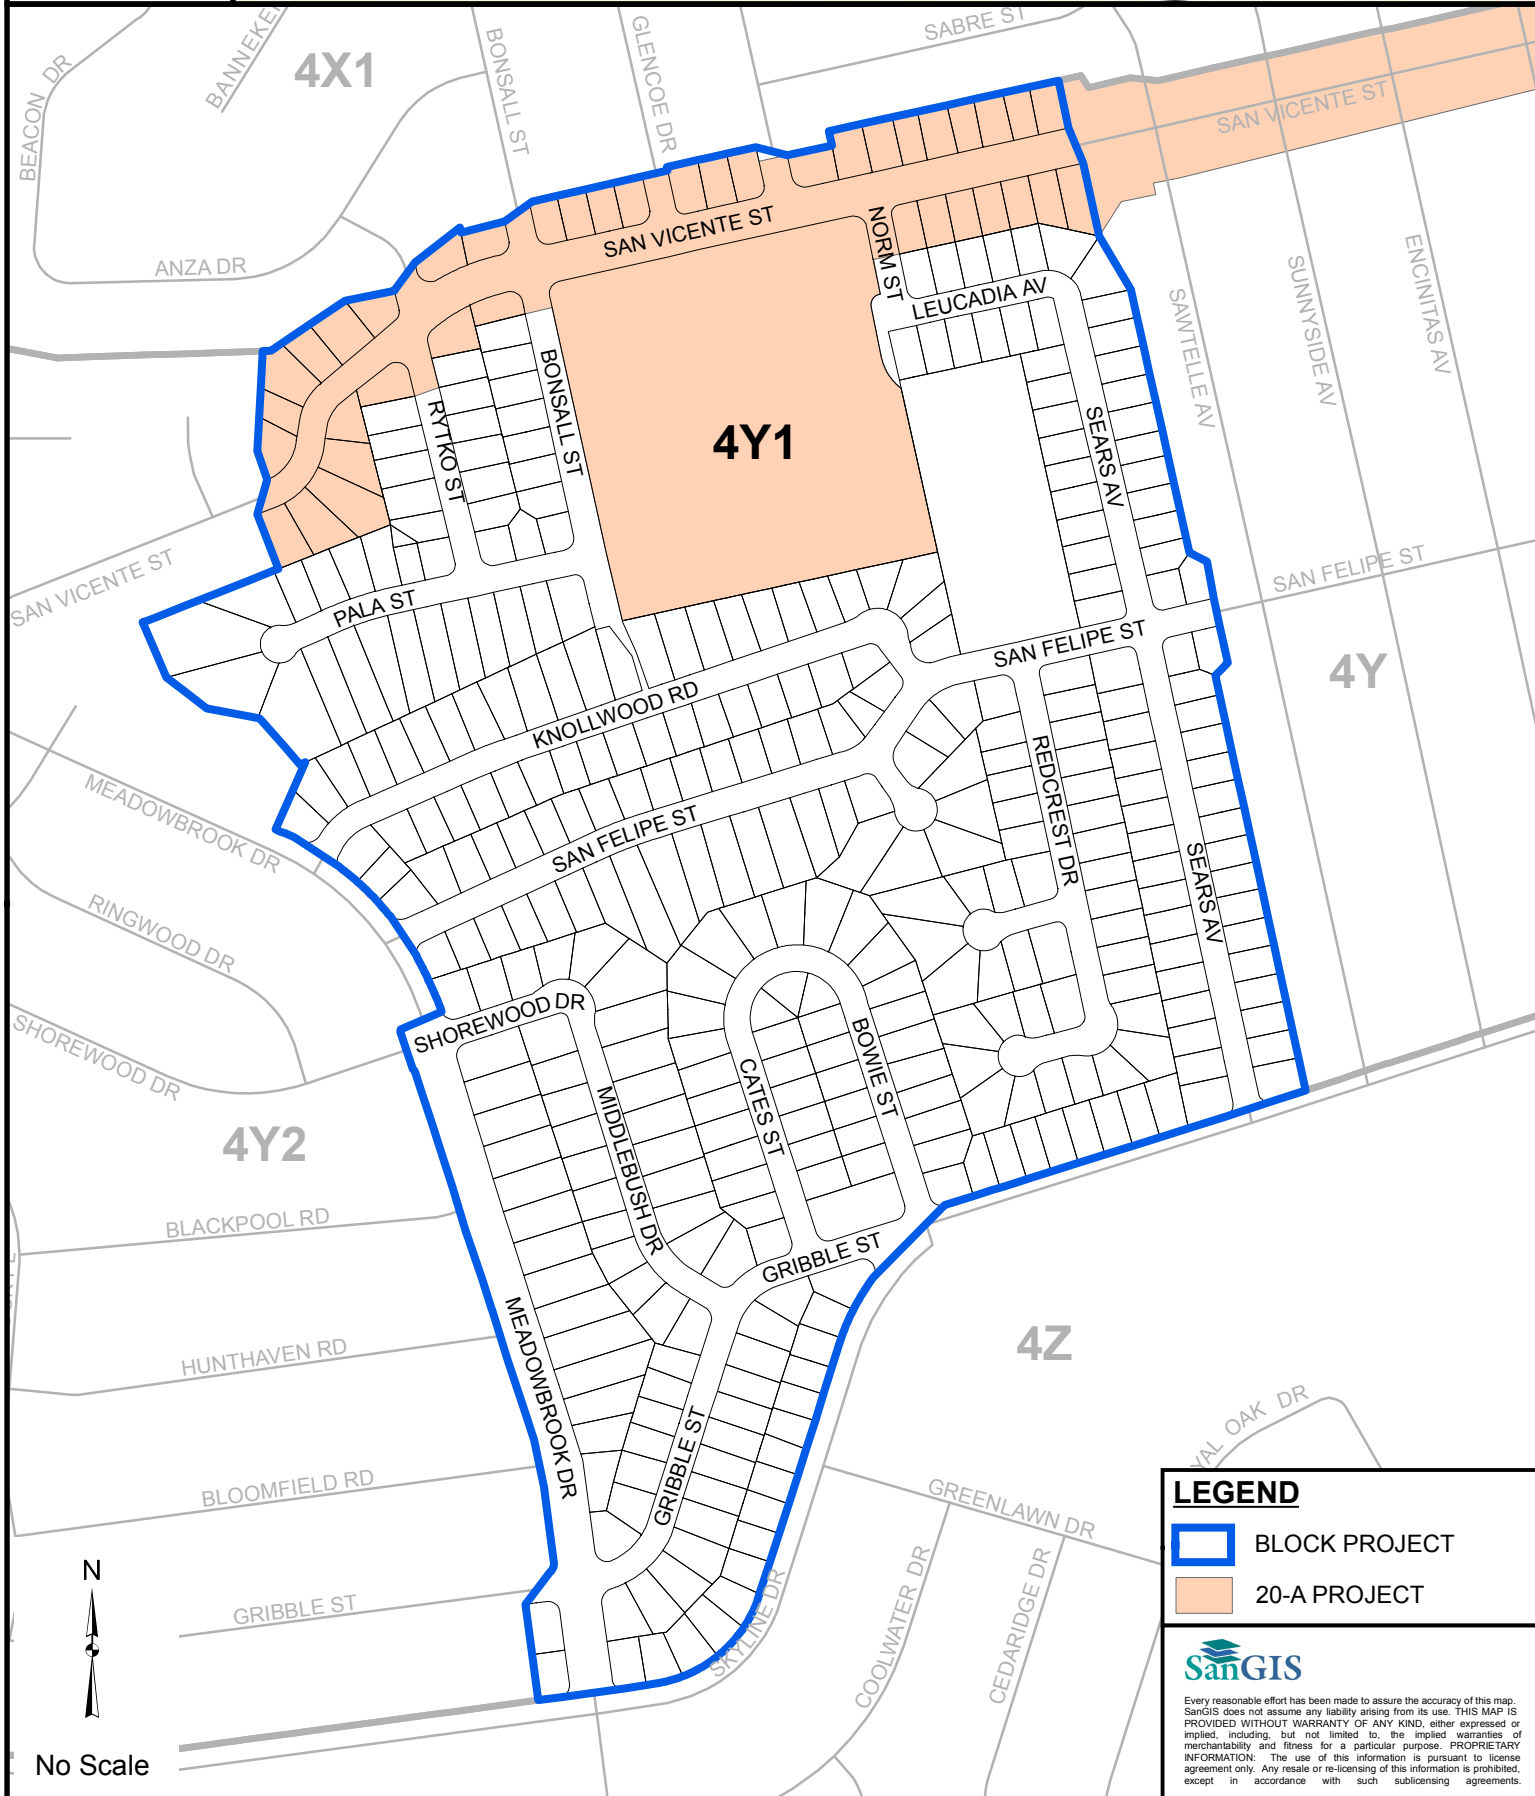 SABRE ST
BANNEKER
GLENCOE DR
BONSALL ST
4X1
BEACON DR
SAN VICENTE ST
SAN VICENTE ST
NORM ST
ANZA DR
LEUCADIA AV
ENCINITAS AV
SUNNYSIDE AV
SAWTELLE AV
BONSALL ST
RYTKO ST
4Y1
SEARS AV
SAN VICENTE ST
PALA ST
SAN FELIPE ST
SAN FELIPE ST
4Y
KNOLLWOOD RD
REDCREST DR
MEADOWBROOK DR
SAN FELIPE ST
SEARS AV
RINGWOOD DR
SHOREWOOD DR
SHOREWOOD DR
BOWIE ST
CATES ST
MIDDLEBUSH DR
4Y2
BLACKPOOL RD
GRIBBLE ST
MEADOWBROOK DR
HUNTHAVEN RD
4Z
GRIBBLE ST
OAK DR
BLOOMFIELD RD
GREENLAWN DR
COOLWATER DR
CEDARIDGE DR
SKYLINE DR
GRIBBLE ST
N
No Scale
LEGEND
BLOCK PROJECT
20-A PROJECT
SanGIS
Every reasonable effort has been made to assure the accuracy of this map.
SanGIS does not assume any liability arising from its use. THIS MAP IS
PROVIDED WITHOUT WARRANTY OF ANY KIND, either expressed or
implied, including, but not limited to, the implied warranties of
merchantability and fitness for a particular purpose. PROPRIETARY
INFORMATION: The use of this information is pursuant to license
agreement only. Any resale or re-licensing of this information is prohibited,
except in accordance with such sublicensing agreements.